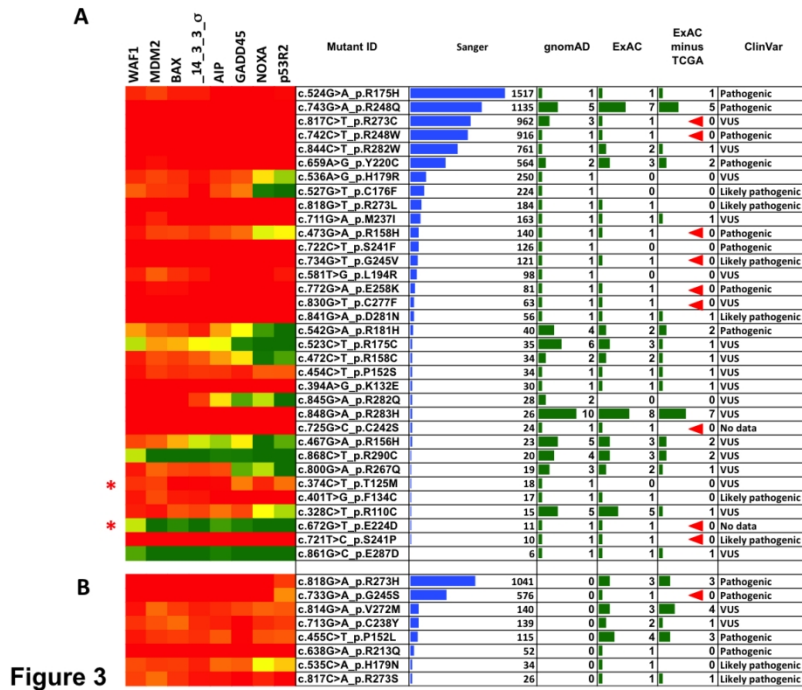 A
WAF1 MDM2 BAX _14_3_3_σ AIP GADD45 NOXA p53R2 Mutant ID Sanger gnomAD ExAC ExAC minus TCGA ClinVar
c.524G>A_p.R175H 1517 1 1 1 Pathogenic
c.743G>A_p.R248Q 1135 5 7 5 Pathogenic
c.817C>T_p.R273C 962 3 1 0 VUS
c.742C>T_p.R248W 916 1 1 0 Pathogenic
c.844C>T_p.R282W 761 1 2 1 VUS
c.659A>G_p.Y220C 564 2 3 2 Pathogenic
c.536A>G_p.H179R 250 1 0 0 VUS
c.527G>T_p.C176F 224 1 0 0 Likely pathogenic
c.818G>T_p.R273L 184 1 1 0 Likely pathogenic
c.711G>A_p.M237I 163 1 1 1 VUS
c.473G>A_p.R158H 140 1 1 0 Pathogenic
c.722C>T_p.S241F 126 1 0 0 Pathogenic
c.734G>T_p.G245V 121 1 1 0 Likely pathogenic
c.581T>G_p.L194R 98 1 0 0 VUS
c.772G>A_p.E258K 81 1 1 0 Pathogenic
c.830G>T_p.C277F 63 1 1 0 VUS
c.841G>A_p.D281N 56 1 1 1 Likely pathogenic
c.542G>A_p.R181H 40 4 2 2 Pathogenic
c.523C>T_p.R175C 35 6 3 1 VUS
c.472C>T_p.R158C 34 2 2 1 VUS
c.454C>T_p.P152S 34 1 1 1 VUS
c.394A>G_p.K132E 30 1 1 1 VUS
c.845G>A_p.R282Q 28 2 0 0 VUS
c.848G>A_p.R283H 26 10 8 7 VUS
c.725G>C_p.C242S 24 1 1 0 No data
c.467G>A_p.R156H 23 5 3 2 VUS
c.868C>T_p.R290C 20 4 3 2 VUS
c.800G>A_p.R267Q 19 3 2 1 VUS
* c.374C>T_p.T125M 18 1 0 0 VUS
c.401T>G_p.F134C 17 1 1 0 Likely pathogenic
c.328C>T_p.R110C 15 5 5 1 VUS
* c.672G>T_p.E224D 11 1 1 0 No data
c.721T>C_p.S241P 10 1 1 0 Likely pathogenic
c.861G>C_p.E287D 6 1 1 1 VUS
B
c.818G>A_p.R273H 1041 0 3 3 Pathogenic
c.733G>A_p.G245S 576 0 1 0 Pathogenic
c.814G>T_p.V272M 140 0 3 4 VUS
c.713G>A_p.C238Y 139 0 2 1 VUS
c.455C>T_p.P152L 115 0 4 3 Pathogenic
c.638G>A_p.R213Q 52 0 1 0 Pathogenic
c.535C>A_p.H179N 34 0 1 0 Likely pathogenic
c.817C>A_p.R273S 26 0 1 1 Likely pathogenic
Figure 3